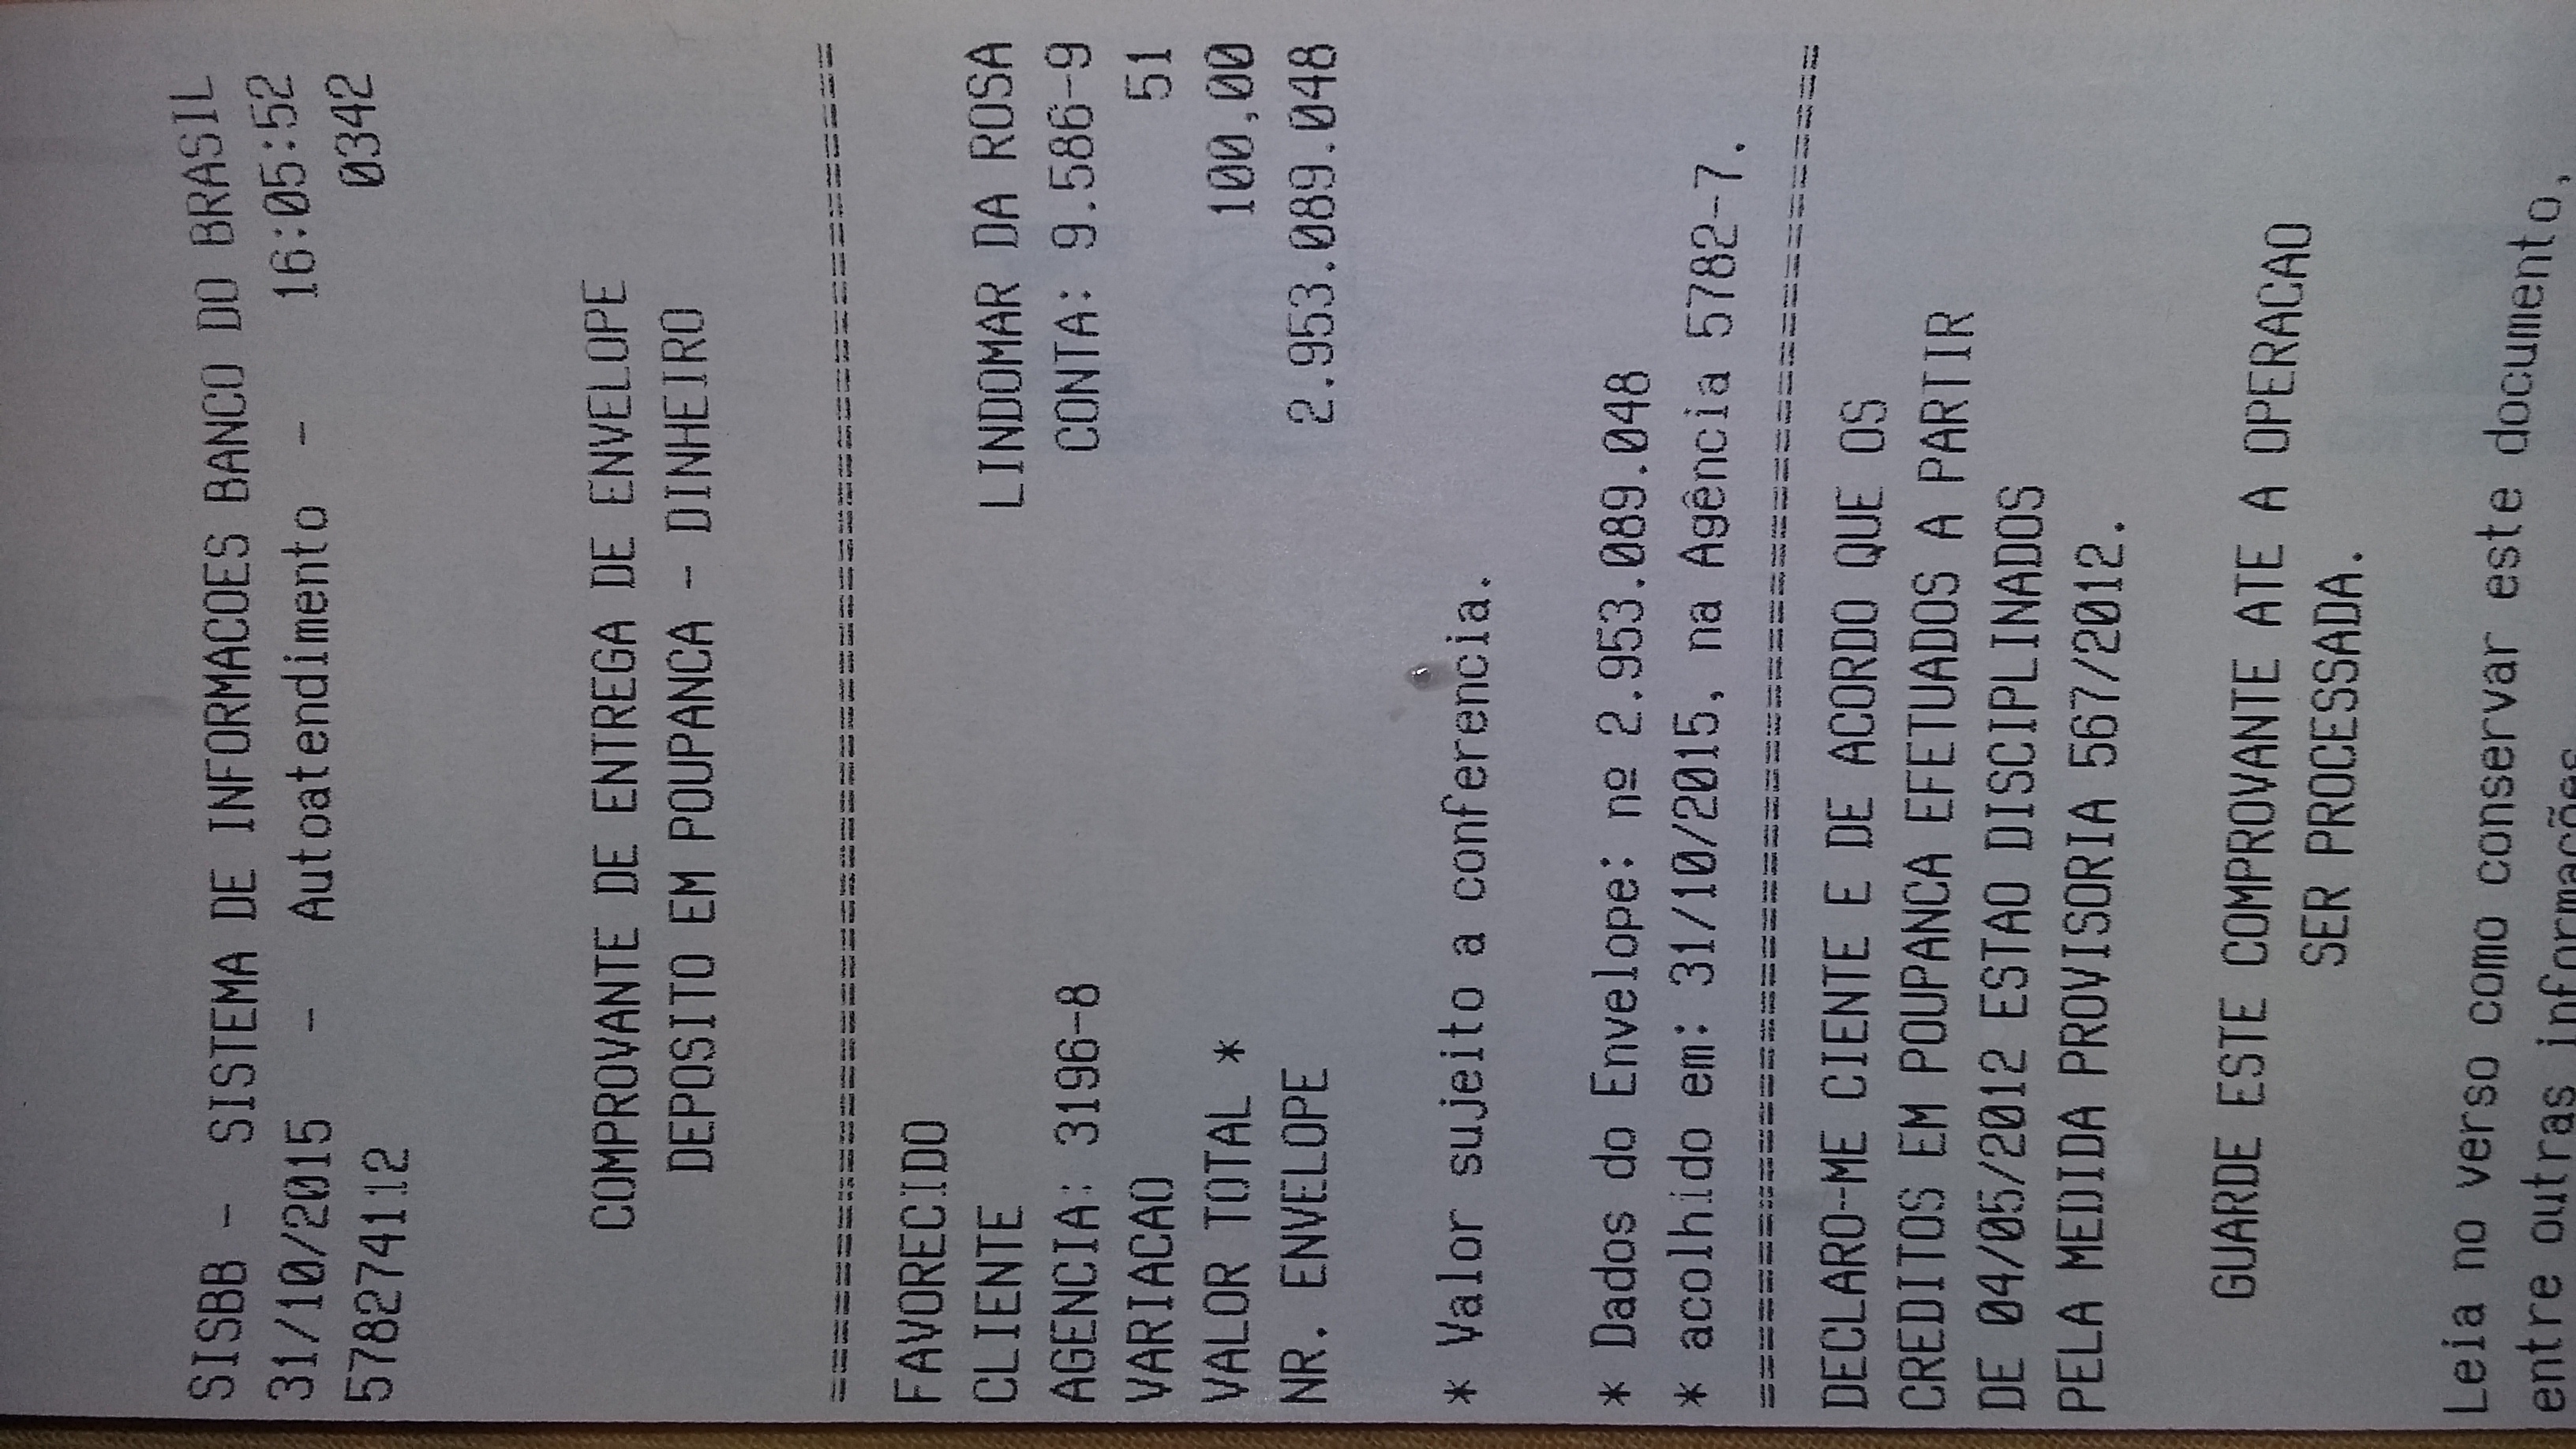 SISBB - SISTEMA DE INFORMACOES BANCO DO BRASIL
31/10/2015 - Autoatendimento - 16:05:52
578274112 0342
COMPROVANTE DE ENTREGA DE ENVELOPE
DEPOSITO EM POUPANCA - DINHEIRO
================================================
FAVORECIDO
CLIENTE LINDOMAR DA ROSA
AGENCIA: 3196-8 CONTA: 9.586-9
VARIACAO 51
VALOR TOTAL * 100,00
NR. ENVELOPE 2.953.089.048
* Valor sujeito a conferencia.
* Dados do Envelope: nº 2.953.089.048
* acolhido em: 31/10/2015, na Agência 5782-7.
================================================
DECLARO-ME CIENTE E DE ACORDO QUE OS
CREDITOS EM POUPANCA EFETUADOS A PARTIR
DE 04/05/2012 ESTAO DISCIPLINADOS
PELA MEDIDA PROVISORIA 567/2012.
GUARDE ESTE COMPROVANTE ATE A OPERACAO
SER PROCESSADA.
Leia no verso como conservar este documento,
entre outras informações